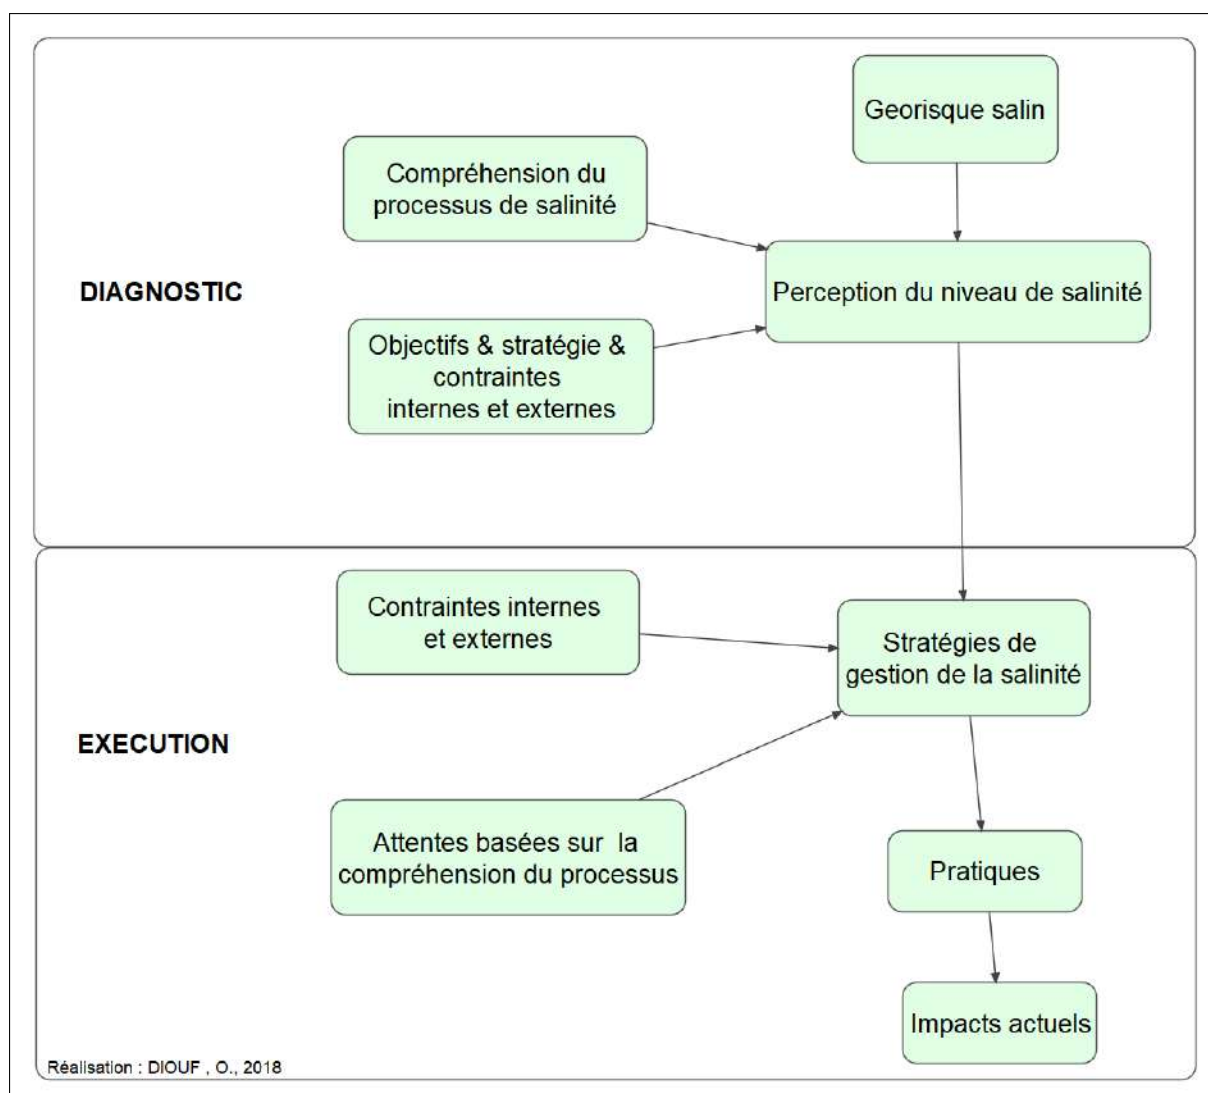 Georisque salin
Compréhension du
processus de salinité
DIAGNOSTIC
Perception du niveau de salinité
Objectifs & stratégie &
contraintes
internes et externes
Contraintes internes
et externes
Stratégies de
gestion de la salinité
EXECUTION
Attentes basées sur la
compréhension du processus
Pratiques
Impacts actuels
Réalisation : DIOUF , O., 2018